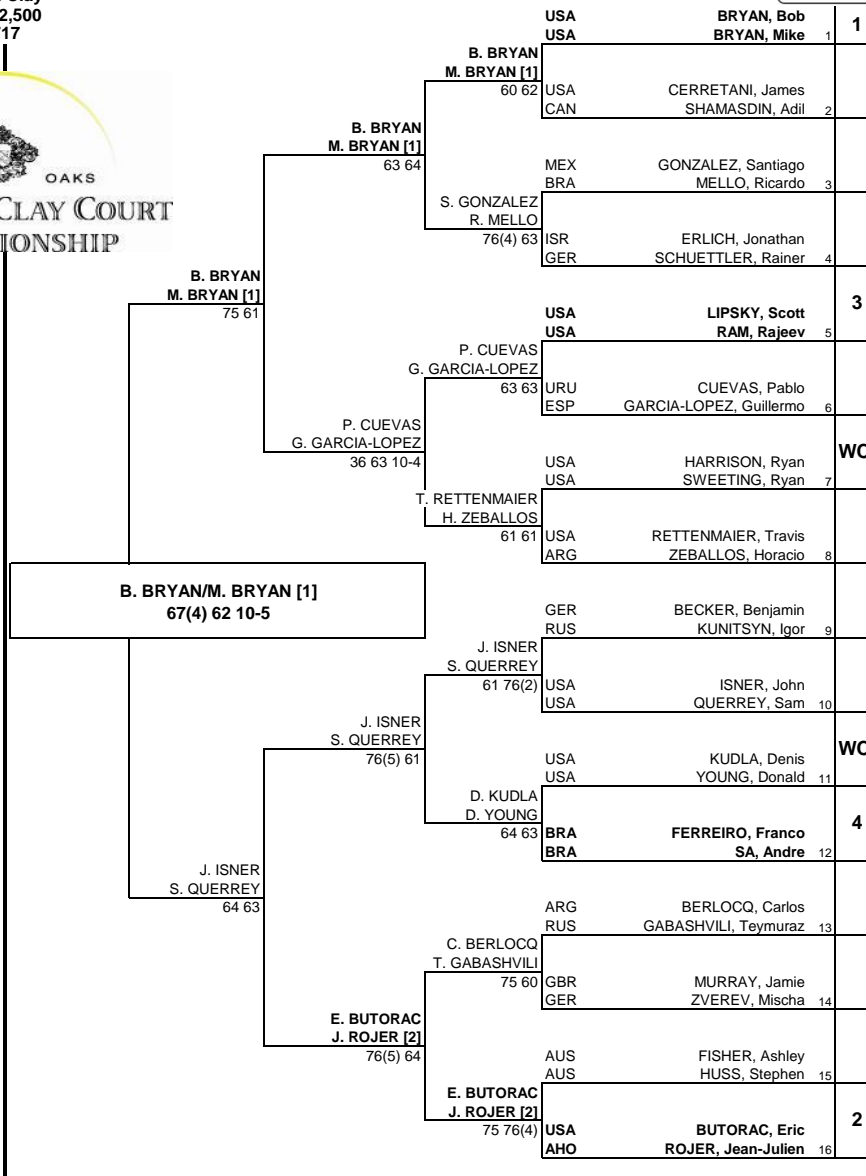 2,500
17
OAKS
CLAY COURT
IONSHIP
USA BRYAN, Bob 1
USA BRYAN, Mike 1
B. BRYAN
M. BRYAN [1]
60 62 USA CERRETANI, James
CAN SHAMASDIN, Adil 2
B. BRYAN
M. BRYAN [1]
63 64
MEX GONZALEZ, Santiago
BRA MELLO, Ricardo 3
S. GONZALEZ
R. MELLO
76(4) 63 ISR ERLICH, Jonathan
GER SCHUETTLER, Rainer 4
B. BRYAN
M. BRYAN [1]
75 61
3
USA LIPSKY, Scott
USA RAM, Rajeev 5
P. CUEVAS
G. GARCIA-LOPEZ
63 63 URU CUEVAS, Pablo
ESP GARCIA-LOPEZ, Guillermo 6
P. CUEVAS
G. GARCIA-LOPEZ
36 63 10-4
WC
USA HARRISON, Ryan
USA SWEETING, Ryan 7
T. RETTENMAIER
H. ZEBALLOS
61 61 USA RETTENMAIER, Travis
ARG ZEBALLOS, Horacio 8
B. BRYAN/M. BRYAN [1]
67(4) 62 10-5
GER BECKER, Benjamin
RUS KUNITSYN, Igor 9
J. ISNER
S. QUERREY
61 76(2) USA ISNER, John
USA QUERREY, Sam 10
J. ISNER
S. QUERREY
76(5) 61
WC
USA KUDLA, Denis
USA YOUNG, Donald 11
D. KUDLA
D. YOUNG
4
64 63 BRA FERREIRO, Franco
BRA SA, Andre 12
J. ISNER
S. QUERREY
64 63
ARG BERLOCQ, Carlos
RUS GABASHVILI, Teymuraz 13
C. BERLOCQ
T. GABASHVILI
75 60 GBR MURRAY, Jamie
GER ZVEREV, Mischa 14
E. BUTORAC
J. ROJER [2]
76(5) 64
AUS FISHER, Ashley
AUS HUSS, Stephen 15
E. BUTORAC
J. ROJER [2]
2
75 76(4) USA BUTORAC, Eric
AHO ROJER, Jean-Julien 16